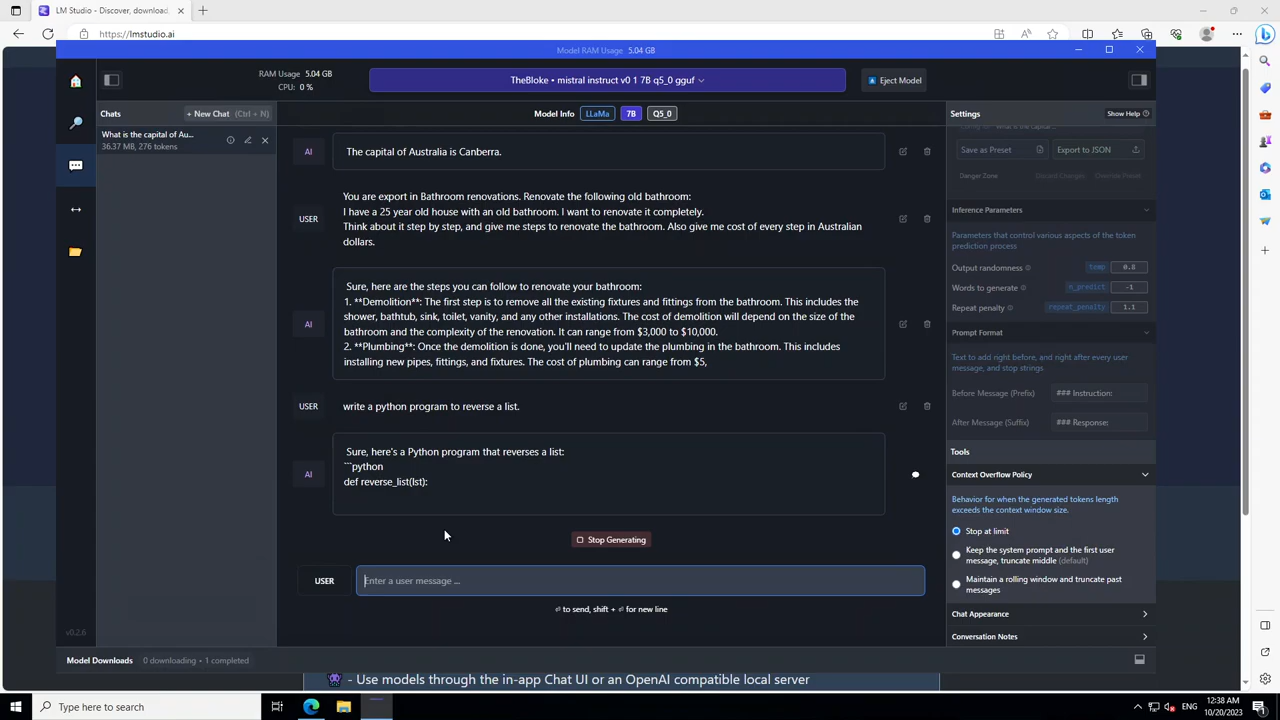 LM Studio - Discover, download,
https://lmstudio.ai
Model RAM Usage 5.04 GB
RAM Usage: 5.04 GB
CPU: 0 %
TheBloke • mistral instruct v0 1 7B q5_0 gguf
Eject Model
Chats
+ New Chat (Ctrl + N)
Model Info LLaMa 7B Q5_0
Settings
Show Help
What is the capital of Au...
36.37 MB, 276 tokens
AI
The capital of Australia is Canberra.
USER
You are export in Bathroom renovations. Renovate the following old bathroom:
I have a 25 year old house with an old bathroom. I want to renovate it completely.
Think about it step by step, and give me steps to renovate the bathroom. Also give me cost of every step in Australian
dollars.
AI
Sure, here are the steps you can follow to renovate your bathroom:
1. **Demolition**: The first step is to remove all the existing fixtures and fittings from the bathroom. This includes the
shower, bathtub, sink, toilet, vanity, and any other installations. The cost of demolition will depend on the size of the
bathroom and the complexity of the renovation. It can range from $3,000 to $10,000.
2. **Plumbing**: Once the demolition is done, you'll need to update the plumbing in the bathroom. This includes
installing new pipes, fittings, and fixtures. The cost of plumbing can range from $5,
USER
write a python program to reverse a list.
AI
Sure, here's a Python program that reverses a list:
```python
def reverse_list(lst):
Stop Generating
USER
Enter a user message ...
⏎ to send, shift + ⏎ for new line
Save as Preset
Export to JSON
Danger Zone
Discard Changes
Override Preset
Inference Parameters
Parameters that control various aspects of the token
prediction process
Output randomness temp 0.8
Words to generate n_predict -1
Repeat penalty repeat_penalty 1.1
Prompt Format
Text to add right before, and right after every user
message, and stop strings
Before Message (Prefix) ### Instruction:
After Message (Suffix) ### Response:
Tools
Context Overflow Policy
Behavior for when the generated tokens length
exceeds the context window size.
Stop at limit
Keep the system prompt and the first user
message, truncate middle (default)
Maintain a rolling window and truncate past
messages
Chat Appearance
Conversation Notes
v0.2.6
Model Downloads 0 downloading • 1 completed
- Use models through the in-app Chat UI or an OpenAI compatible local server
Type here to search
ENG
12:38 AM
10/20/2023